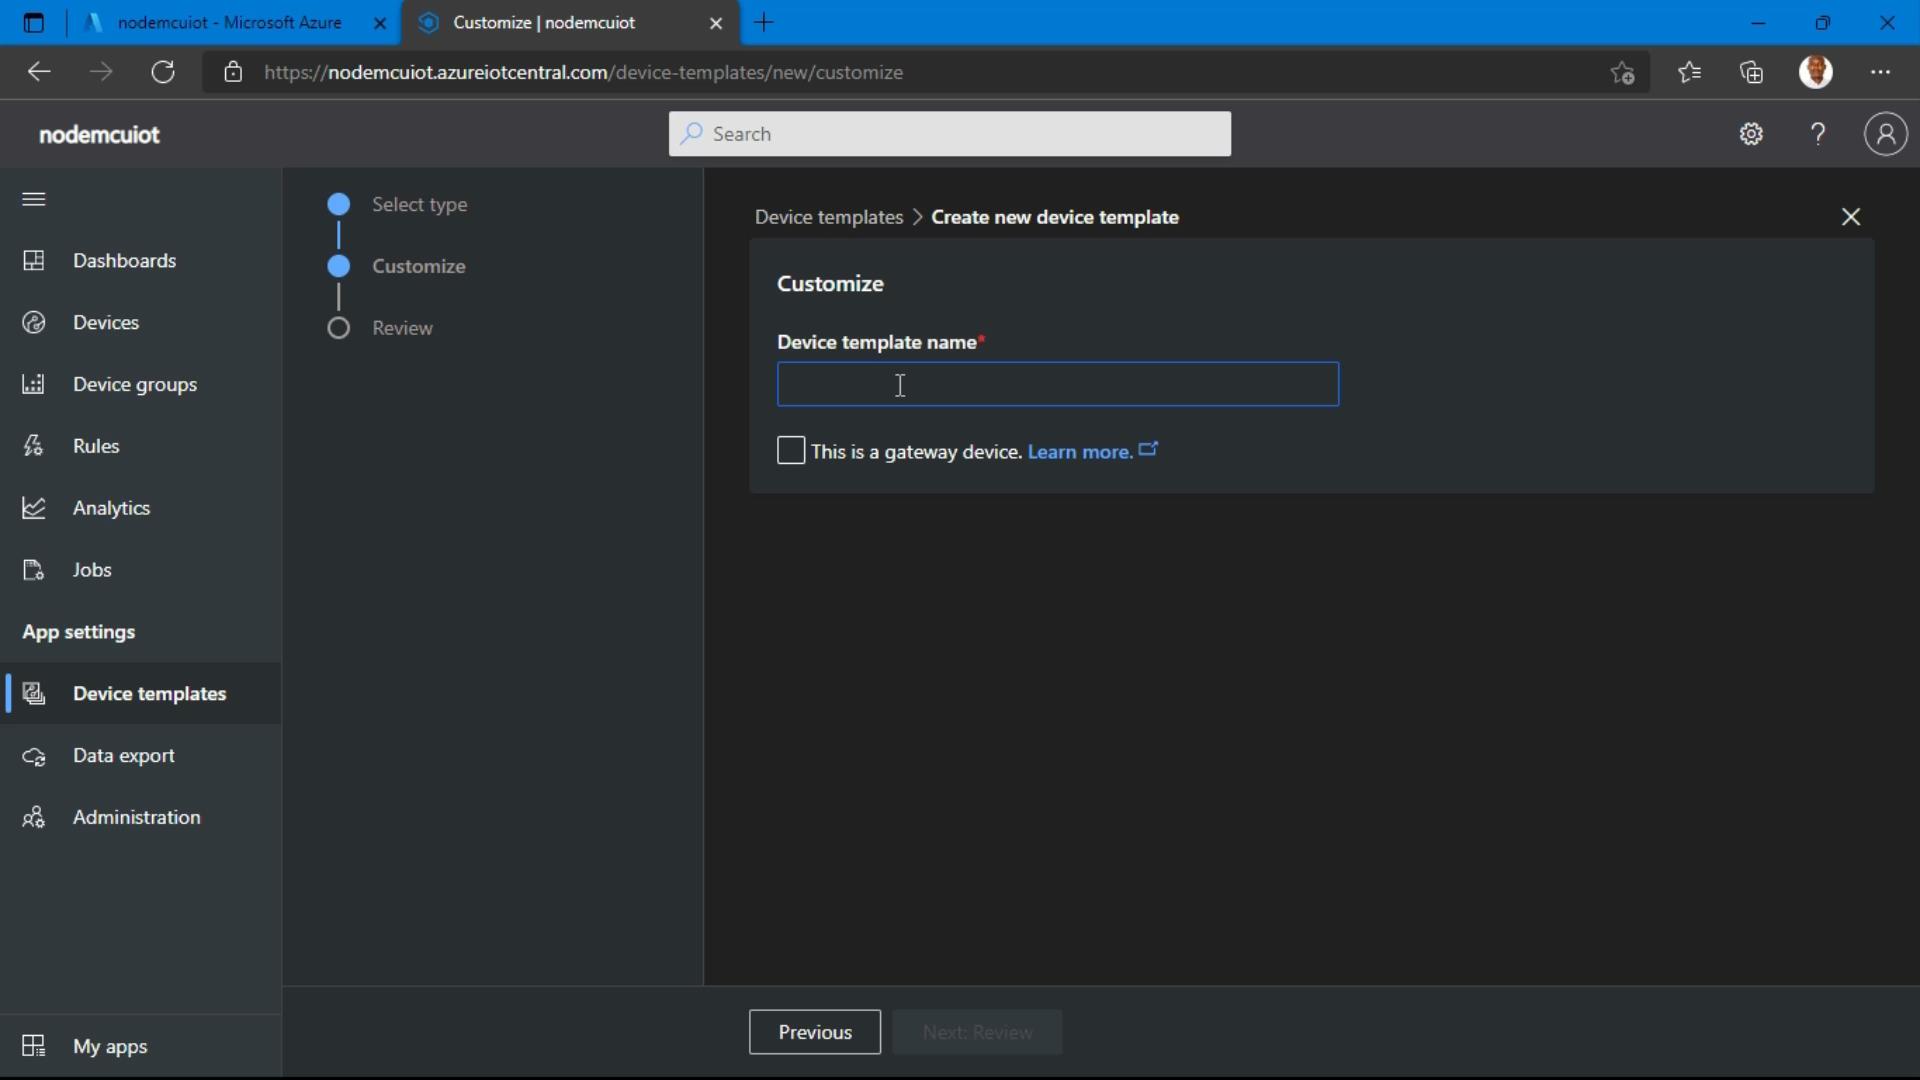 nodemcuiot - Microsoft Azure
Customize | nodemcuiot
https://nodemcuiot.azureiotcentral.com/device-templates/new/customize
nodemcuiot
Search
Dashboards
Devices
Device groups
Rules
Analytics
Jobs
App settings
Device templates
Data export
Administration
My apps
Select type
Customize
Review
Device templates > Create new device template
Customize
Device template name*
This is a gateway device. Learn more.
Previous
Next: Review